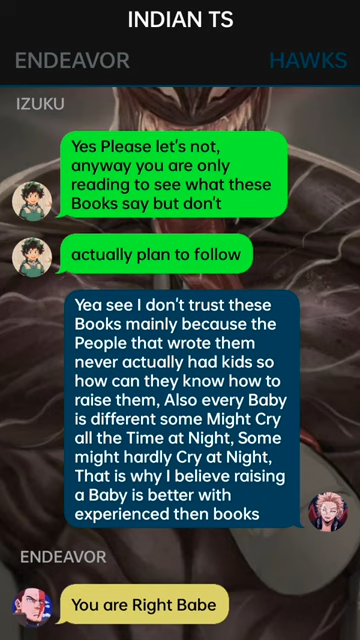 INDIAN TS
ENDEAVOR HAWKS
IZUKU
Yes Please let's not,
anyway you are only
reading to see what these
Books say but don't
actually plan to follow
Yea see I don't trust these
Books mainly because the
People that wrote them
never actually had kids so
how can they know how to
raise them, Also every Baby
is different some Might Cry
all the Time at Night, Some
might hardly Cry at Night,
That is why I believe raising
a Baby is better with
experienced then books
ENDEAVOR
You are Right Babe